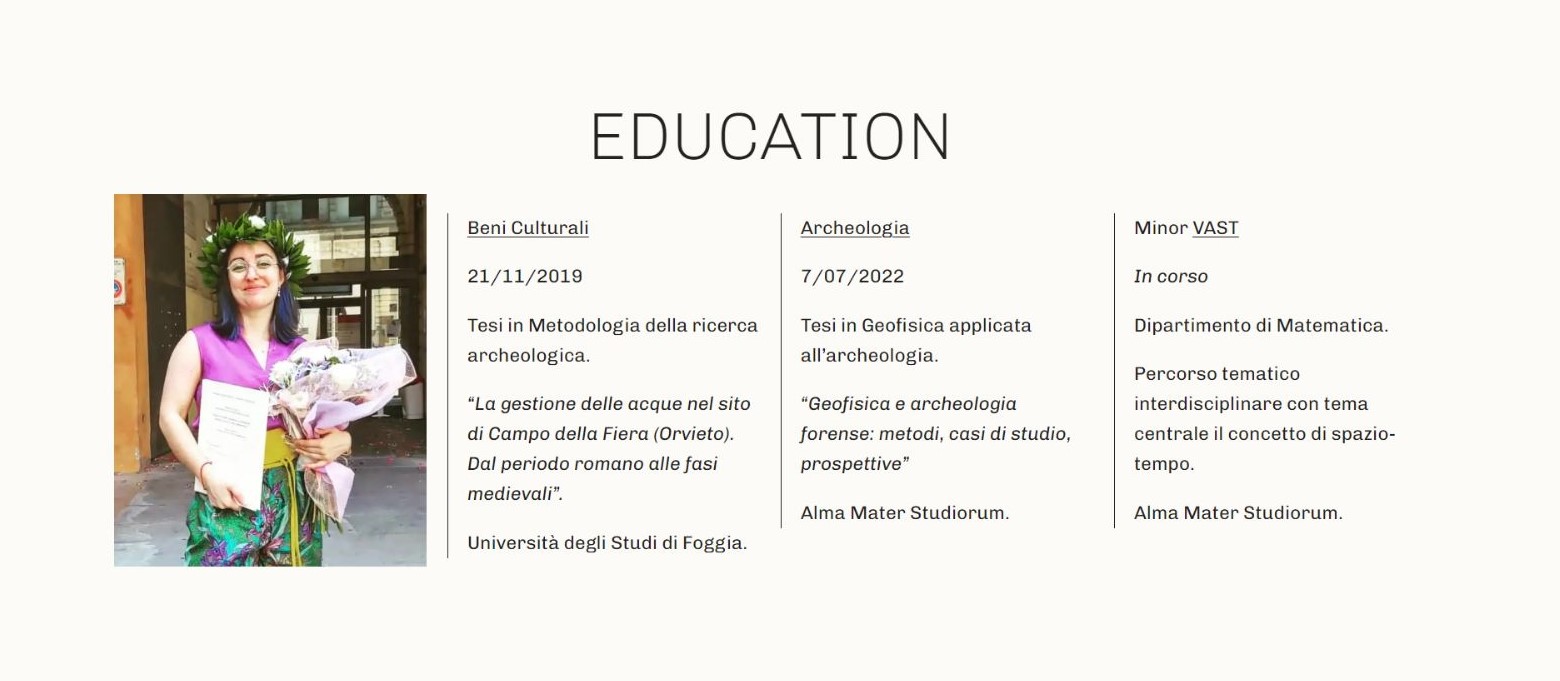 EDUCATION
Beni Culturali
21/11/2019
Tesi in Metodologia della ricerca
archeologica.
“La gestione delle acque nel sito
di Campo della Fiera (Orvieto).
Dal periodo romano alle fasi
medievali”.
Università degli Studi di Foggia.
Archeologia
7/07/2022
Tesi in Geofisica applicata
all’archeologia.
“Geofisica e archeologia
forense: metodi, casi di studio,
prospettive”
Alma Mater Studiorum.
Minor VAST
In corso
Dipartimento di Matematica.
Percorso tematico
interdisciplinare con tema
centrale il concetto di spazio-
tempo.
Alma Mater Studiorum.